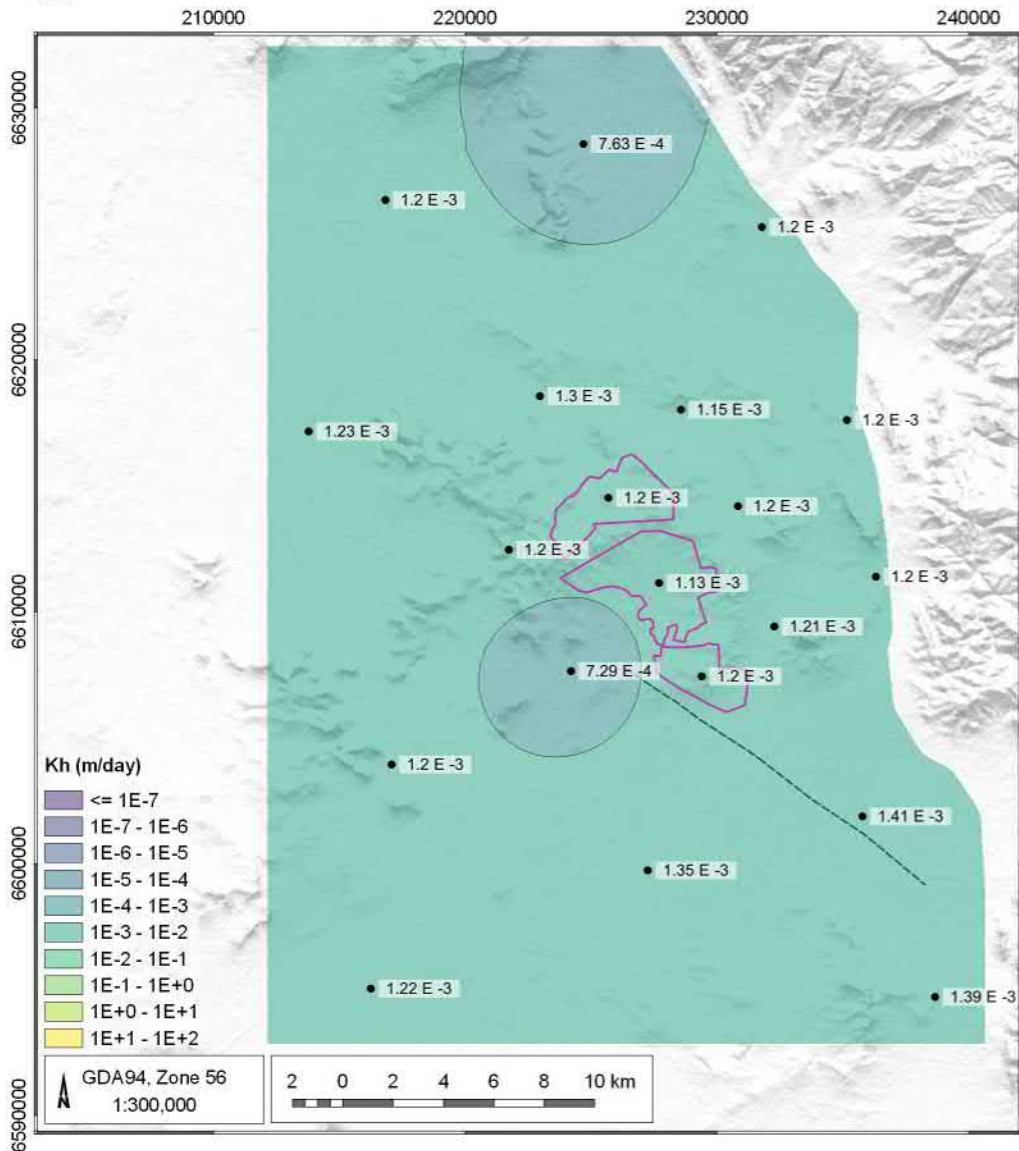 210000 220000 230000 240000
6630000
7.63 E -4
1.2 E -3
1.2 E -3
6620000
1.3 E -3
1.15 E -3
1.2 E -3
1.23 E -3
1.2 E -3
1.2 E -3
1.2 E -3
1.2 E -3
1.13 E -3
6610000
1.21 E -3
7.29 E -4
1.2 E -3
1.2 E -3
1.41 E -3
6600000
1.35 E -3
1.22 E -3
1.39 E -3
6590000
Kh (m/day)
<= 1E-7
1E-7 - 1E-6
1E-6 - 1E-5
1E-5 - 1E-4
1E-4 - 1E-3
1E-3 - 1E-2
1E-2 - 1E-1
1E-1 - 1E+0
1E+0 - 1E+1
1E+1 - 1E+2
N
GDA94, Zone 56
1:300,000
2 0 2 4 6 8 10 km